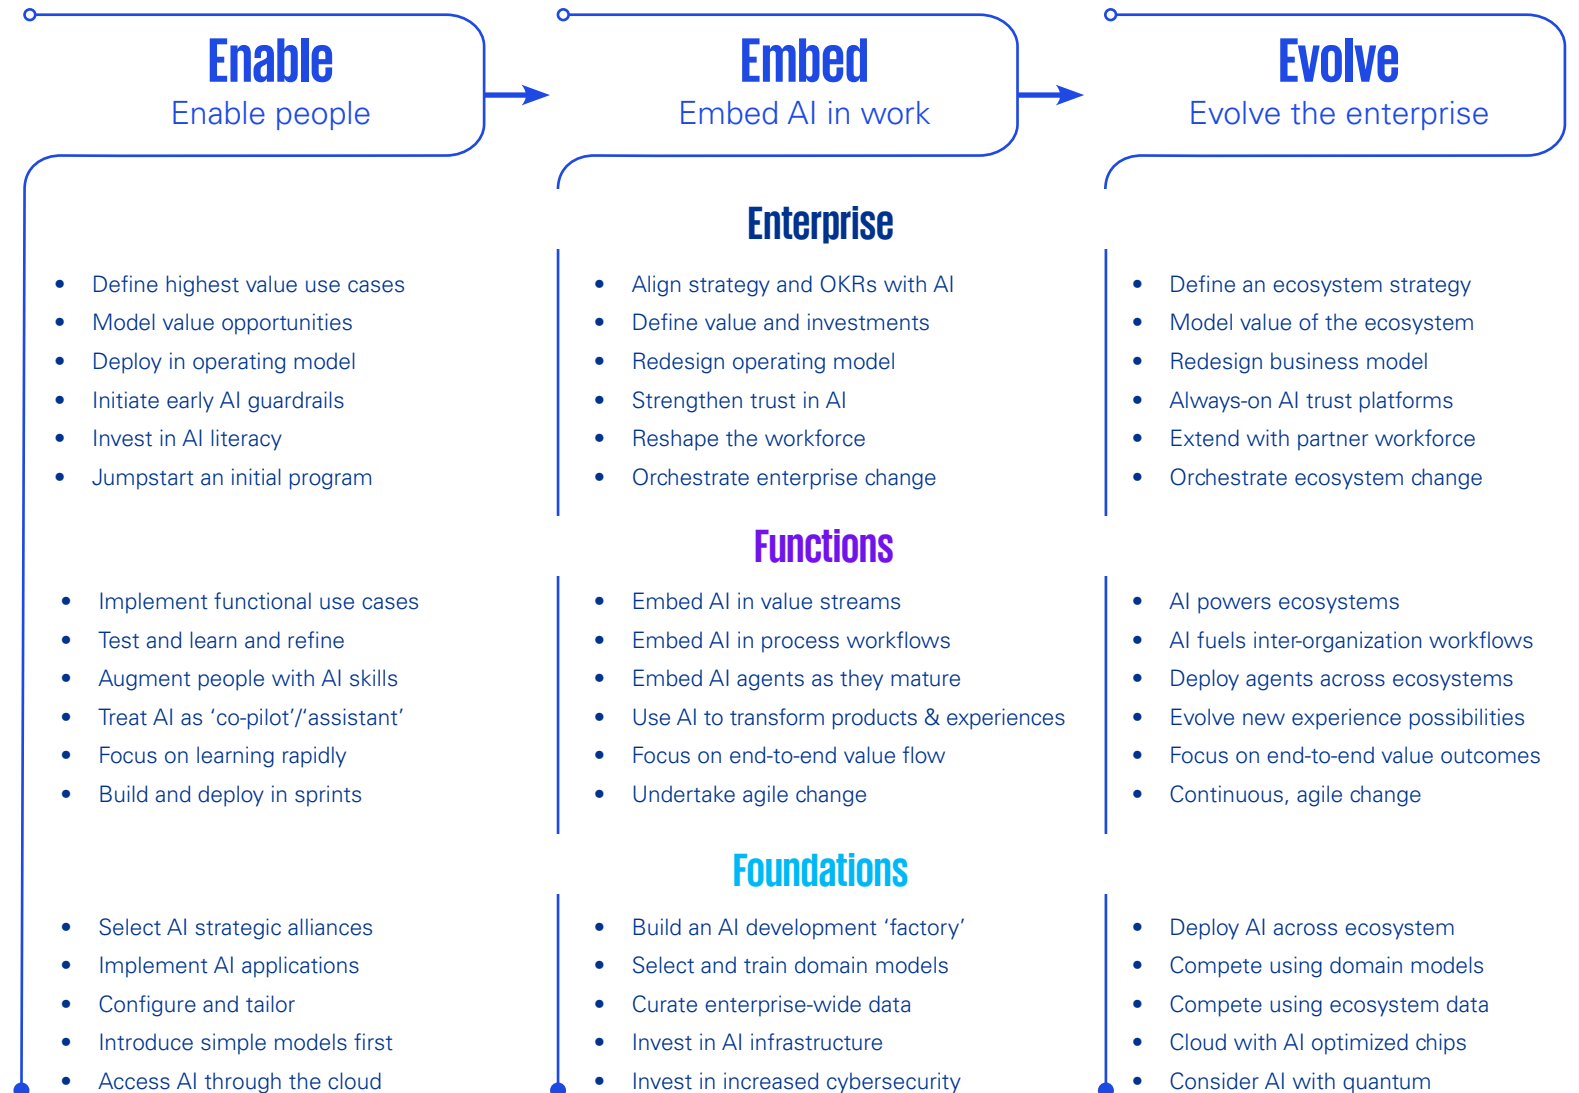 Enable
Enable people
Embed
Embed AI in work
Evolve
Evolve the enterprise
Enterprise
• Define highest value use cases
• Model value opportunities
• Deploy in operating model
• Initiate early AI guardrails
• Invest in AI literacy
• Jumpstart an initial program
• Align strategy and OKRs with AI
• Define value and investments
• Redesign operating model
• Strengthen trust in AI
• Reshape the workforce
• Orchestrate enterprise change
• Define an ecosystem strategy
• Model value of the ecosystem
• Redesign business model
• Always-on AI trust platforms
• Extend with partner workforce
• Orchestrate ecosystem change
Functions
• Implement functional use cases
• Test and learn and refine
• Augment people with AI skills
• Treat AI as ‘co-pilot’/‘assistant’
• Focus on learning rapidly
• Build and deploy in sprints
• Embed AI in value streams
• Embed AI in process workflows
• Embed AI agents as they mature
• Use AI to transform products & experiences
• Focus on end-to-end value flow
• Undertake agile change
• AI powers ecosystems
• AI fuels inter-organization workflows
• Deploy agents across ecosystems
• Evolve new experience possibilities
• Focus on end-to-end value outcomes
• Continuous, agile change
Foundations
• Select AI strategic alliances
• Implement AI applications
• Configure and tailor
• Introduce simple models first
• Access AI through the cloud
• Build an AI development ‘factory’
• Select and train domain models
• Curate enterprise-wide data
• Invest in AI infrastructure
• Invest in increased cybersecurity
• Deploy AI across ecosystem
• Compete using domain models
• Compete using ecosystem data
• Cloud with AI optimized chips
• Consider AI with quantum